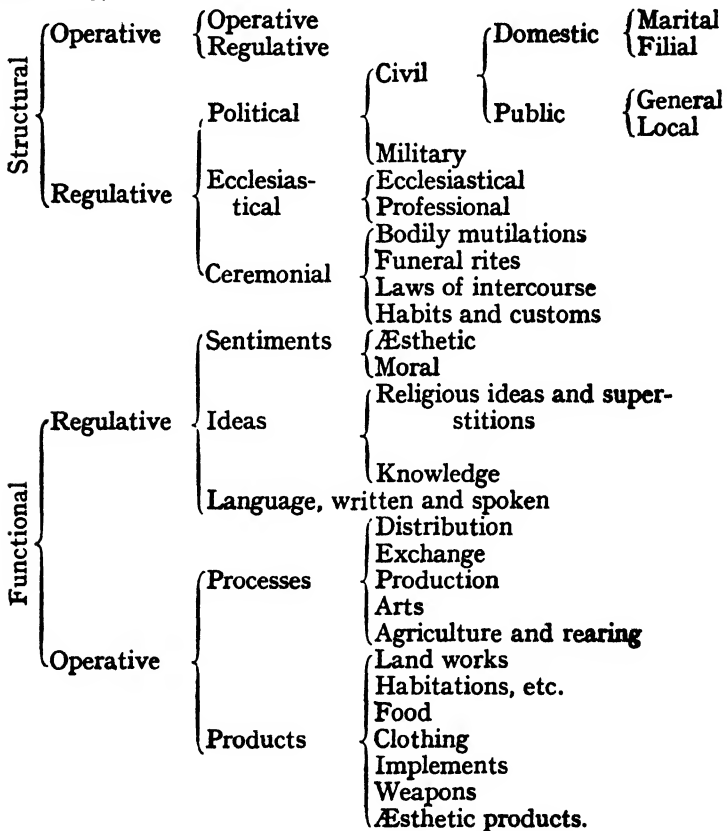 Structural
Operative
Operative
Regulative
Regulative
Political
Civil
Domestic
Marital
Filial
Public
General
Local
Military
Ecclesias-
tical
Ecclesiastical
Professional
Ceremonial
Bodily mutilations
Funeral rites
Laws of intercourse
Habits and customs
Functional
Regulative
Sentiments
Æsthetic
Moral
Ideas
Religious ideas and super-
stitions
Knowledge
Language, written and spoken
Operative
Processes
Distribution
Exchange
Production
Arts
Agriculture and rearing
Products
Land works
Habitations, etc.
Food
Clothing
Implements
Weapons
Æsthetic products.